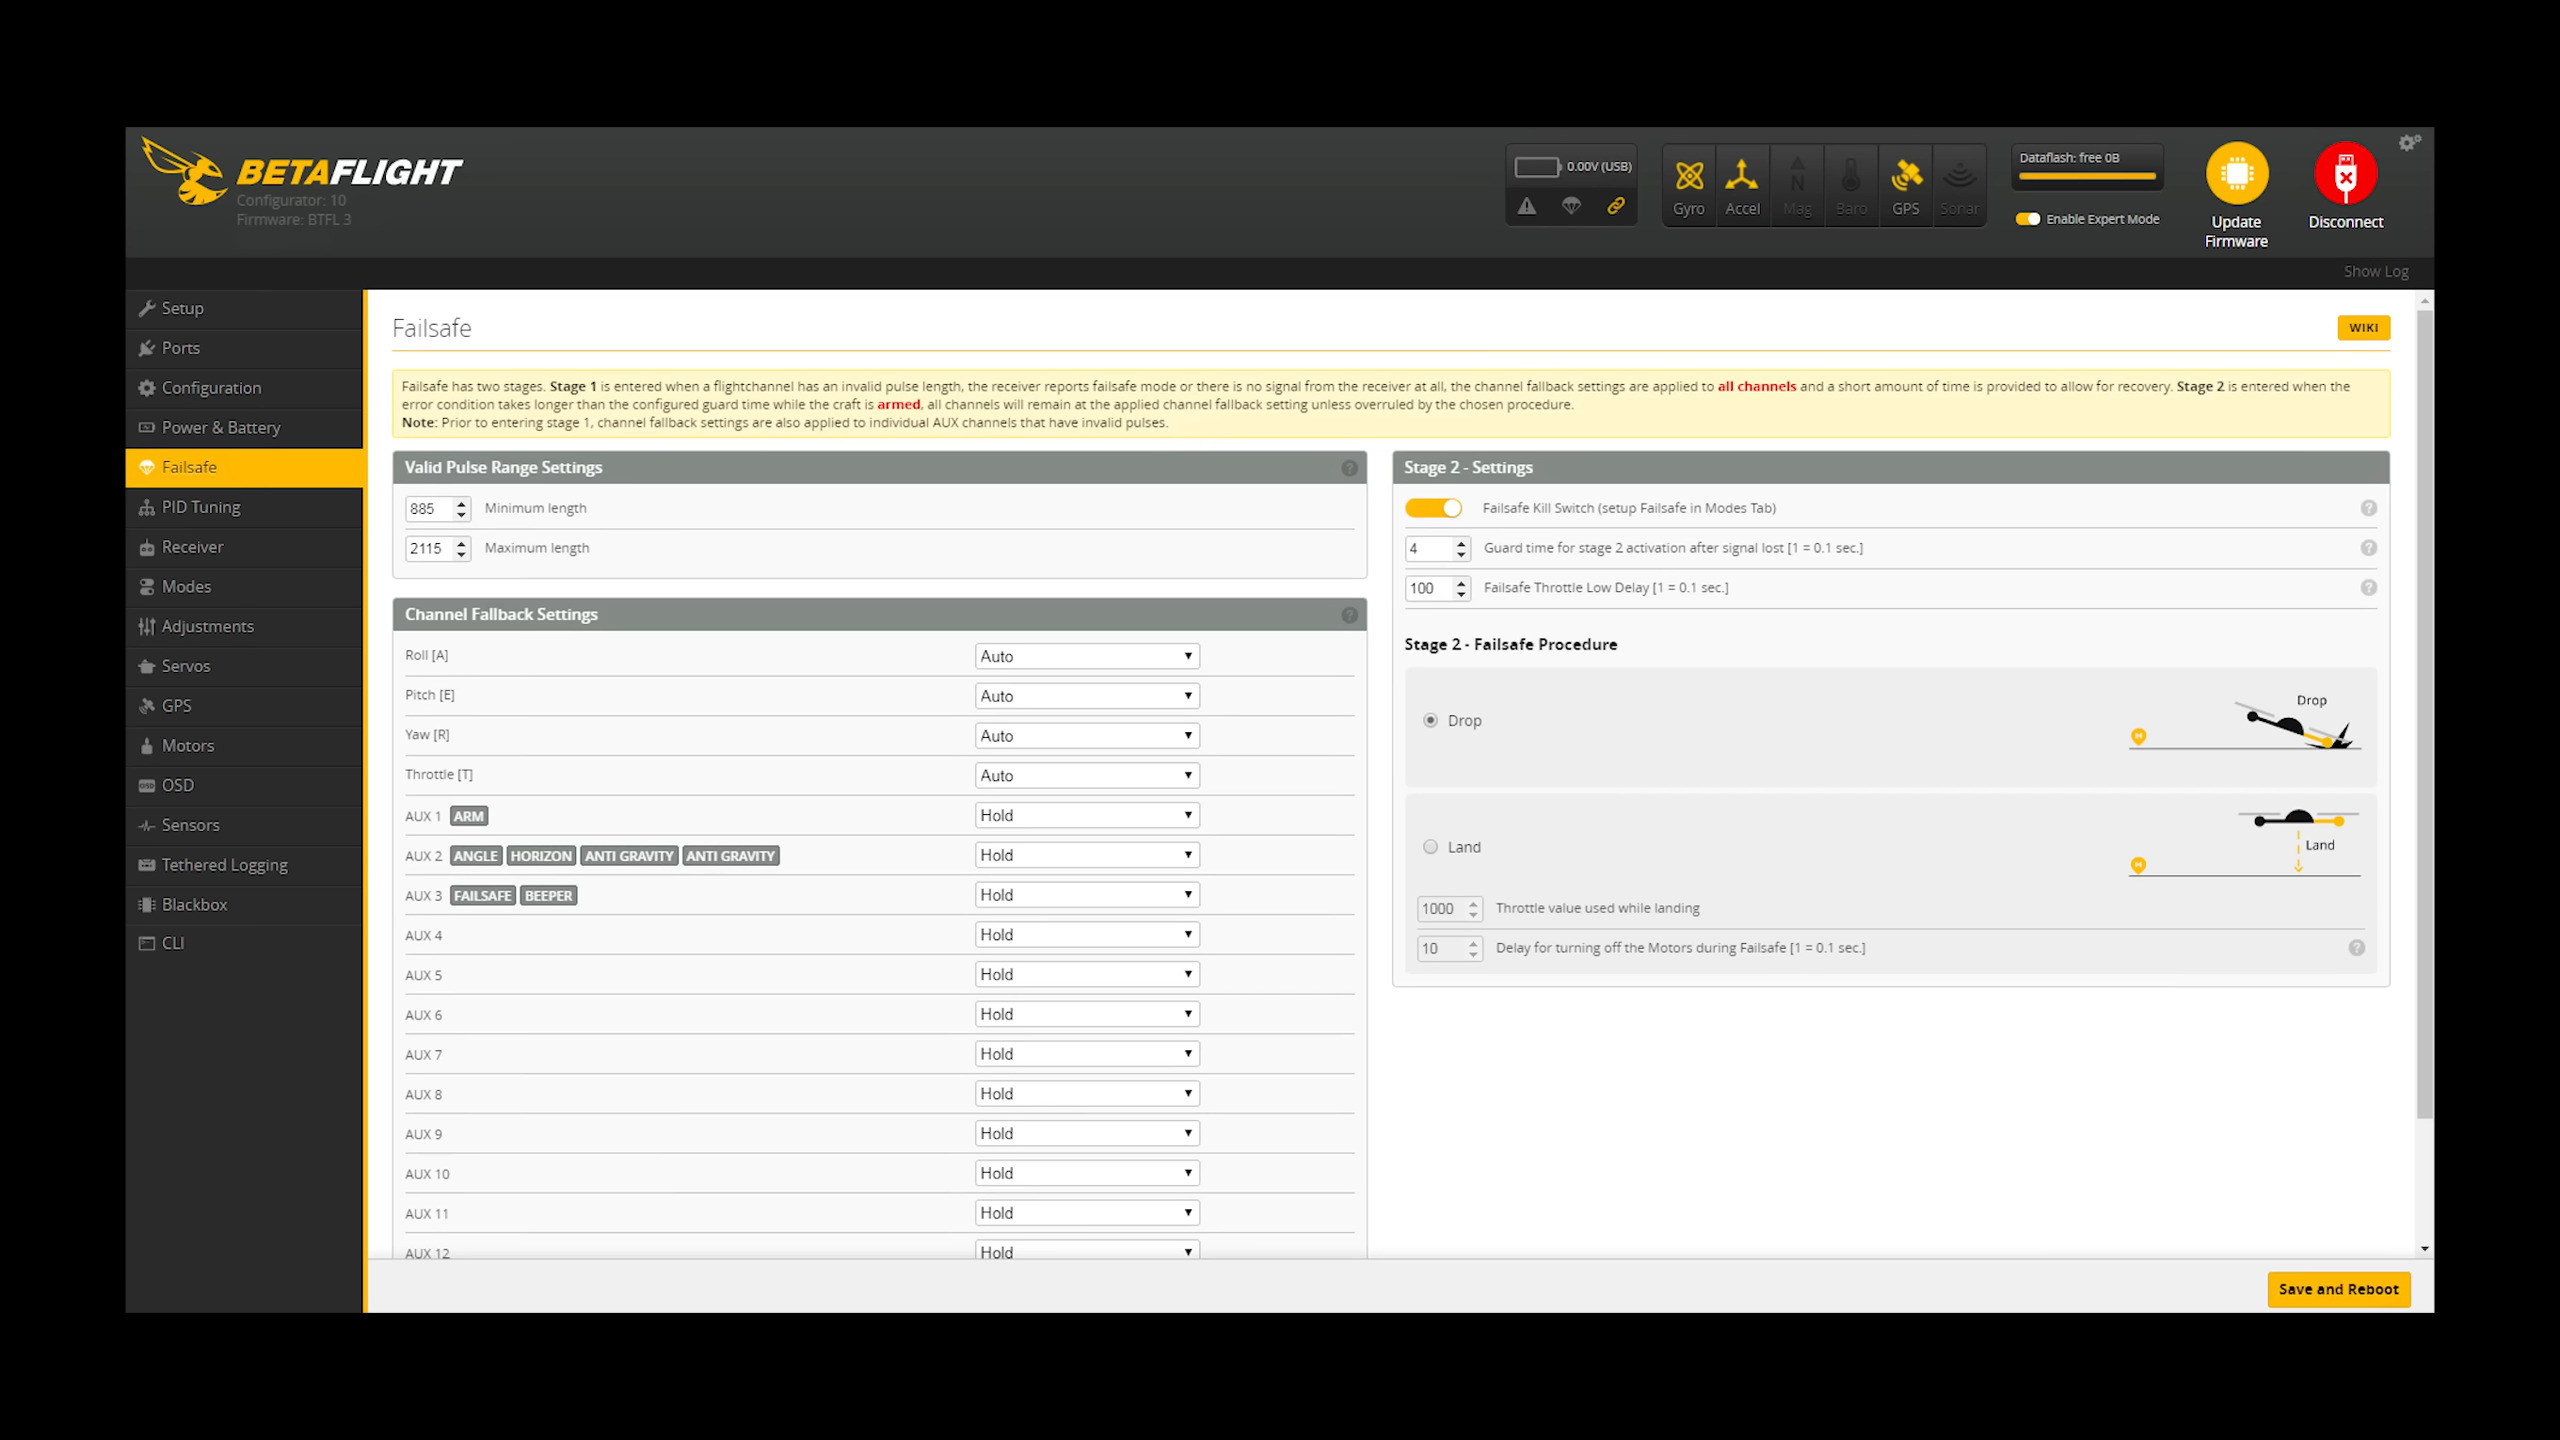 BETAFLIGHT
Configurator: 10
Firmware: BTFL 3
0.00V (USB)
Gyro
Accel
Mag
Baro
GPS
Sonar
Dataflash: free 0B
Enable Expert Mode
Update
Firmware
Disconnect
Show Log
Setup
Ports
Configuration
Power & Battery
Failsafe
PID Tuning
Receiver
Modes
Adjustments
Servos
GPS
Motors
OSD
Sensors
Tethered Logging
Blackbox
CLI
Failsafe
WIKI
Failsafe has two stages. Stage 1 is entered when a flightchannel has an invalid pulse length, the receiver reports failsafe mode or there is no signal from the receiver at all, the channel fallback settings are applied to all channels and a short amount of time is provided to allow for recovery. Stage 2 is entered when the
error condition takes longer than the configured guard time while the craft is armed, all channels will remain at the applied channel fallback setting unless overruled by the chosen procedure.
Note: Prior to entering stage 1, channel fallback settings are also applied to individual AUX channels that have invalid pulses.
Valid Pulse Range Settings
885 Minimum length
2115 Maximum length
Channel Fallback Settings
Roll [A] Auto
Pitch [E] Auto
Yaw [R] Auto
Throttle [T] Auto
AUX 1 ARM Hold
AUX 2 ANGLE HORIZON ANTI GRAVITY ANTI GRAVITY Hold
AUX 3 FAILSAFE BEEPER Hold
AUX 4 Hold
AUX 5 Hold
AUX 6 Hold
AUX 7 Hold
AUX 8 Hold
AUX 9 Hold
AUX 10 Hold
AUX 11 Hold
AUX 12 Hold
Stage 2 - Settings
Failsafe Kill Switch (setup Failsafe in Modes Tab)
4 Guard time for stage 2 activation after signal lost [1 = 0.1 sec.]
100 Failsafe Throttle Low Delay [1 = 0.1 sec.]
Stage 2 - Failsafe Procedure
Drop
Drop
Land
Land
1000 Throttle value used while landing
10 Delay for turning off the Motors during Failsafe [1 = 0.1 sec.]
Save and Reboot